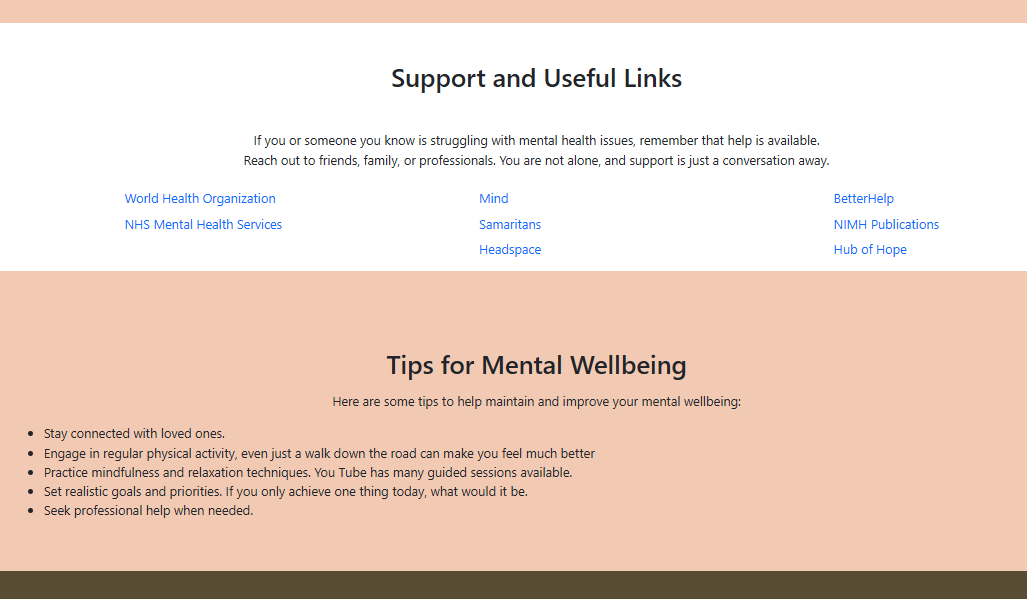 Support and Useful Links
If you or someone you know is struggling with mental health issues, remember that help is available.
Reach out to friends, family, or professionals. You are not alone, and support is just a conversation away.
World Health Organization
NHS Mental Health Services
Mind
Samaritans
Headspace
BetterHelp
NIMH Publications
Hub of Hope
Tips for Mental Wellbeing
Here are some tips to help maintain and improve your mental wellbeing:
• Stay connected with loved ones.
• Engage in regular physical activity, even just a walk down the road can make you feel much better
• Practice mindfulness and relaxation techniques. You Tube has many guided sessions available.
• Set realistic goals and priorities. If you only achieve one thing today, what would it be.
• Seek professional help when needed.